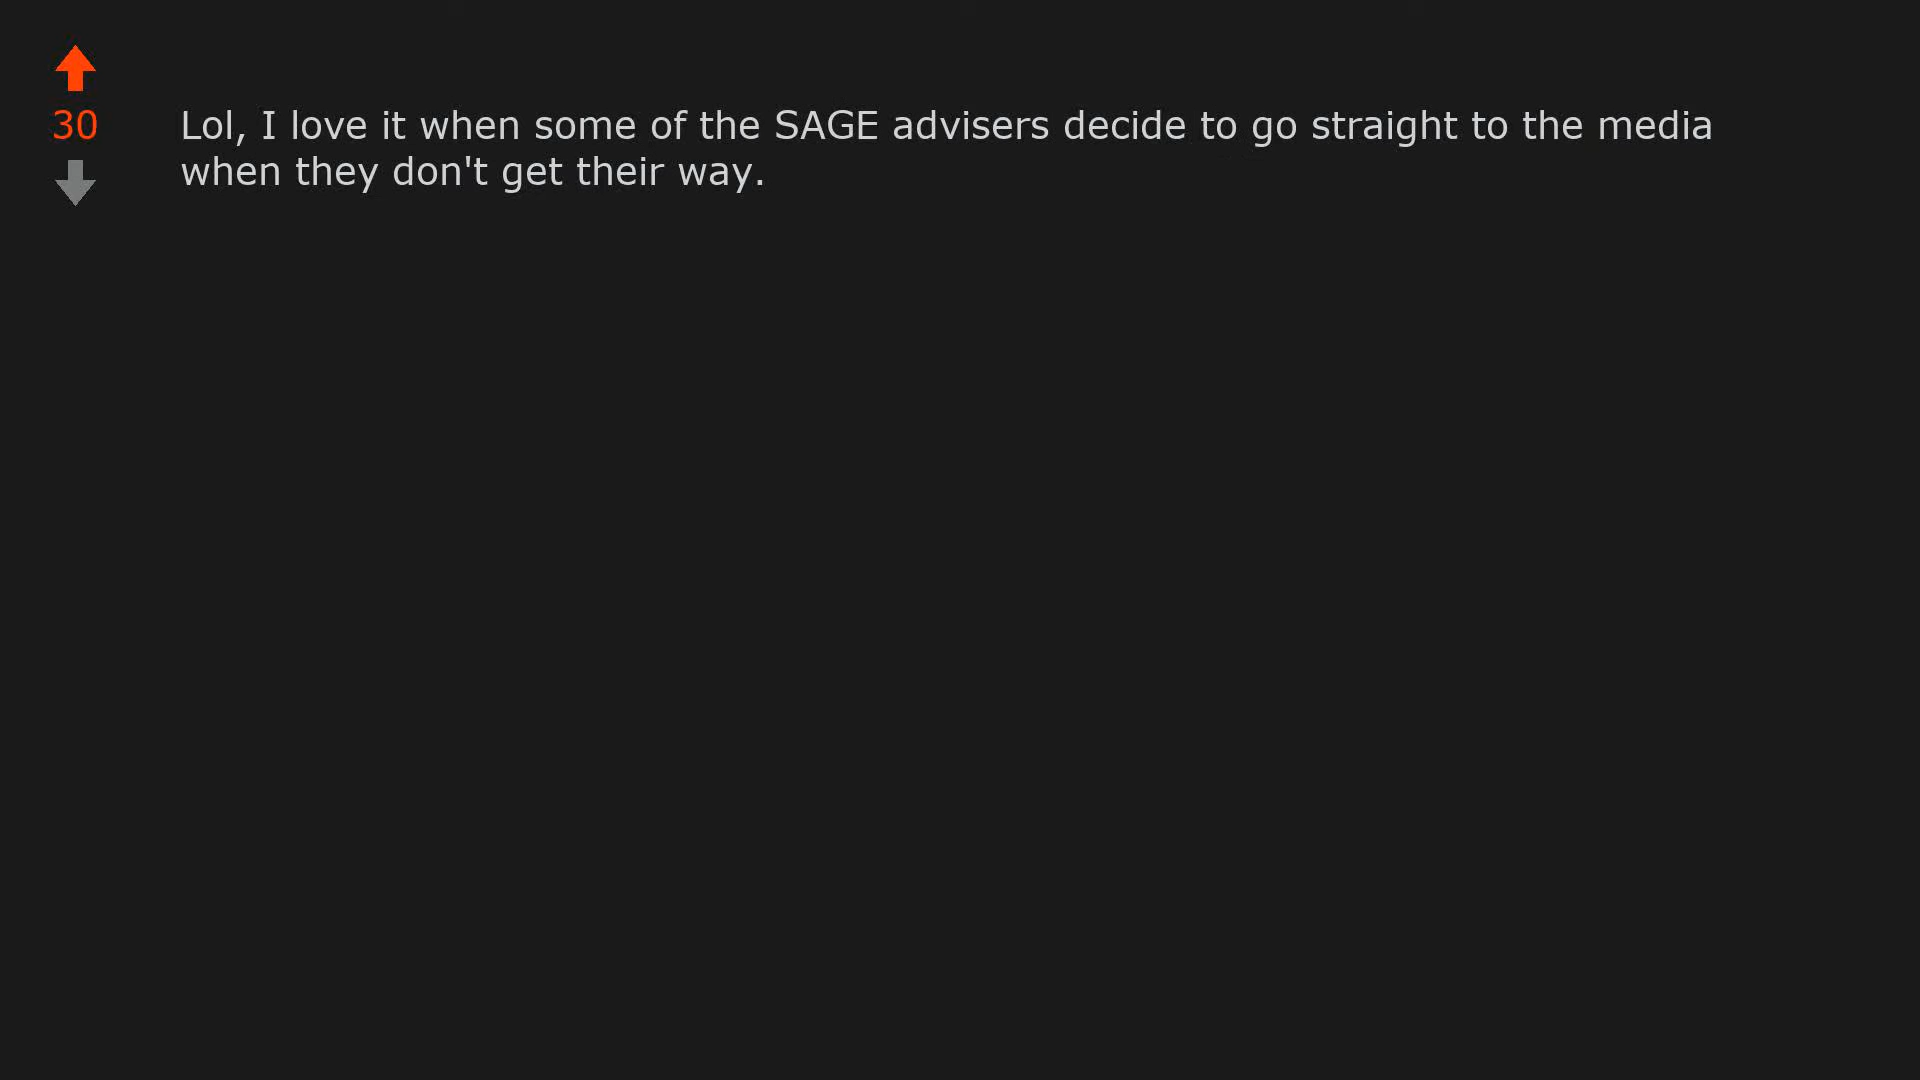 30
Lol, I love it when some of the SAGE advisers decide to go straight to the media
when they don't get their way.